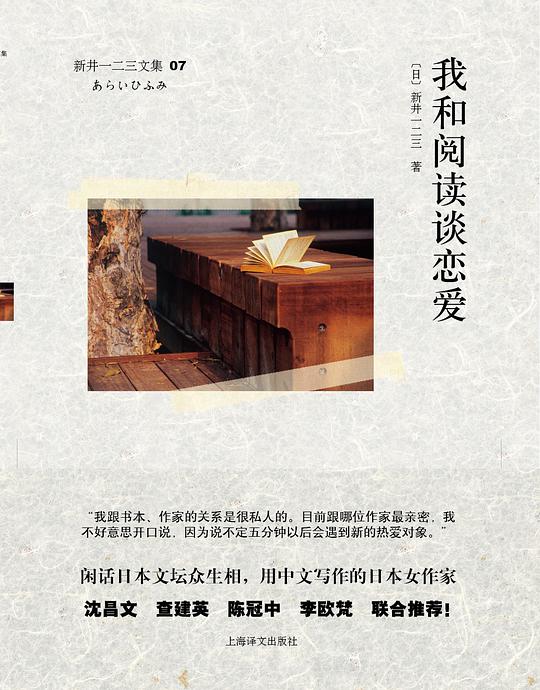 集
新井一二三文集 07
あらいひふみ
我和阅读谈恋爱
〔日〕新井一二三 著
“我跟书本、作家的关系是很私人的。目前跟哪位作家最亲密，我
不好意思开口说，因为说不定五分钟以后会遇到新的热爱对象。”
闲话日本文坛众生相，用中文写作的日本女作家
沈昌文 查建英 陈冠中 李欧梵 联合推荐！
上海译文出版社